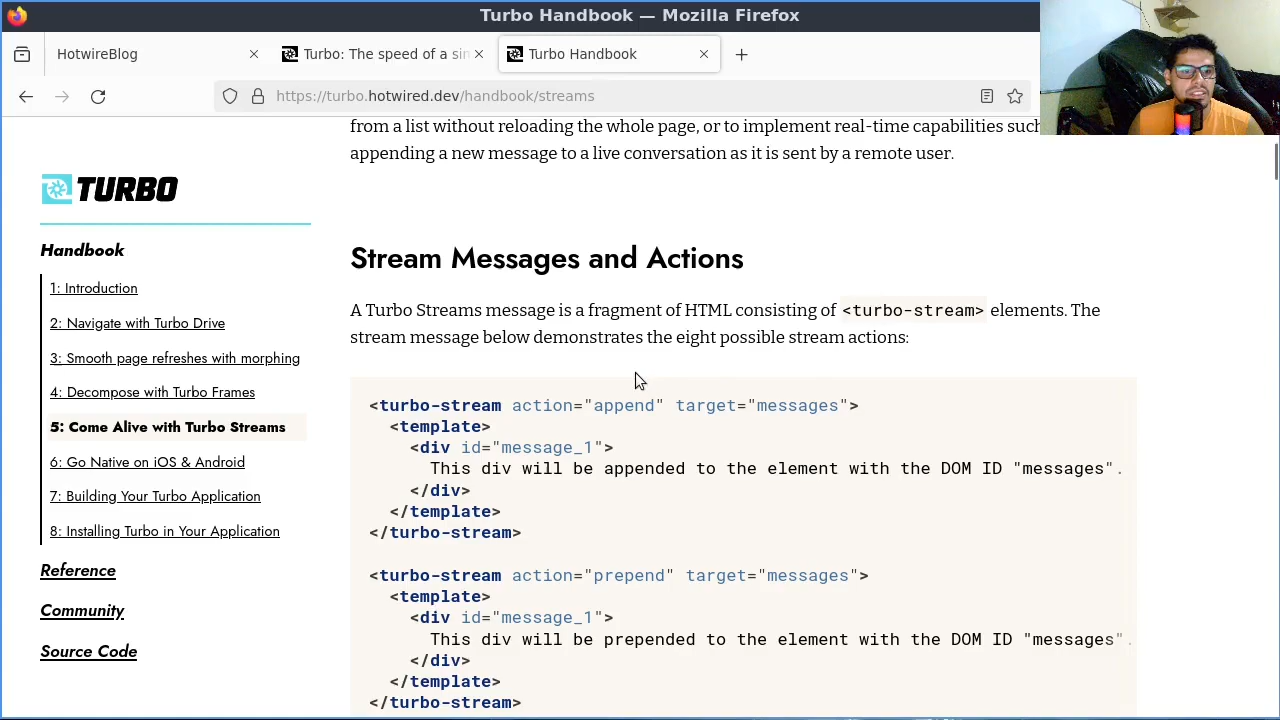 Turbo Handbook — Mozilla Firefox
HotwireBlog
Turbo: The speed of a sin
Turbo Handbook
https://turbo.hotwired.dev/handbook/streams
from a list without reloading the whole page, or to implement real-time capabilities such
appending a new message to a live conversation as it is sent by a remote user.
TURBO
Handbook
1: Introduction
2: Navigate with Turbo Drive
3: Smooth page refreshes with morphing
4: Decompose with Turbo Frames
5: Come Alive with Turbo Streams
6: Go Native on iOS & Android
7: Building Your Turbo Application
8: Installing Turbo in Your Application
Reference
Community
Source Code
Stream Messages and Actions
A Turbo Streams message is a fragment of HTML consisting of <turbo-stream> elements. The
stream message below demonstrates the eight possible stream actions:
<turbo-stream action="append" target="messages">
<template>
<div id="message_1">
This div will be appended to the element with the DOM ID "messages".
</div>
</template>
</turbo-stream>
<turbo-stream action="prepend" target="messages">
<template>
<div id="message_1">
This div will be prepended to the element with the DOM ID "messages".
</div>
</template>
</turbo-stream>